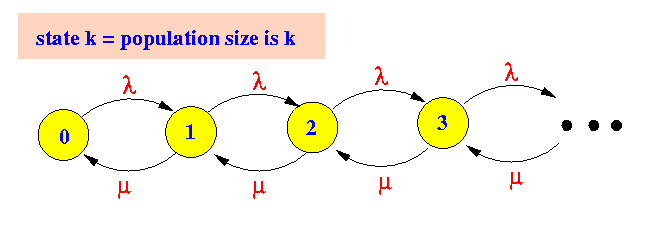 state k = population size is k
λ λ λ λ
0 1 2 3
μ μ μ μ